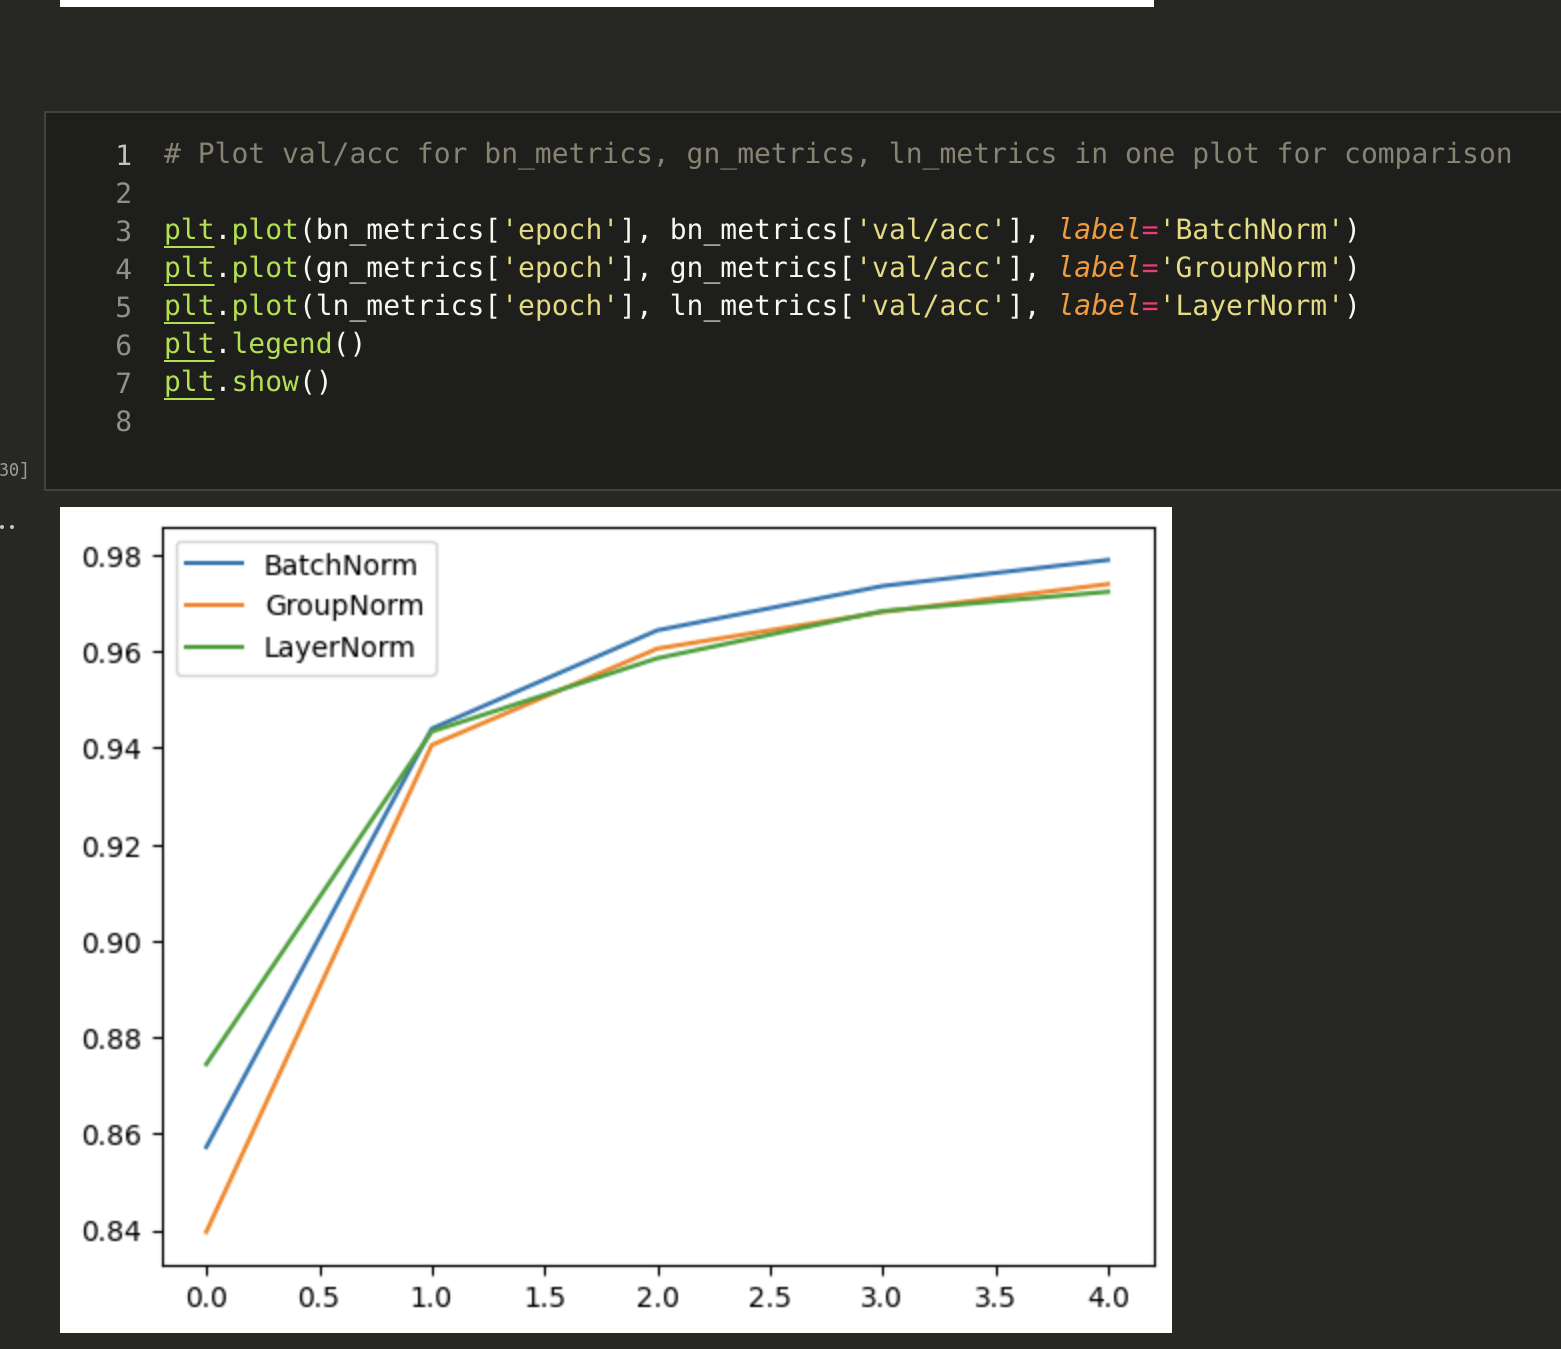 1 # Plot val/acc for bn_metrics, gn_metrics, ln_metrics in one plot for comparison
2
3 plt.plot(bn_metrics['epoch'], bn_metrics['val/acc'], label='BatchNorm')
4 plt.plot(gn_metrics['epoch'], gn_metrics['val/acc'], label='GroupNorm')
5 plt.plot(ln_metrics['epoch'], ln_metrics['val/acc'], label='LayerNorm')
6 plt.legend()
7 plt.show()
8
30]
..
BatchNorm
GroupNorm
LayerNorm
0.98
0.96
0.94
0.92
0.90
0.88
0.86
0.84
0.0 0.5 1.0 1.5 2.0 2.5 3.0 3.5 4.0